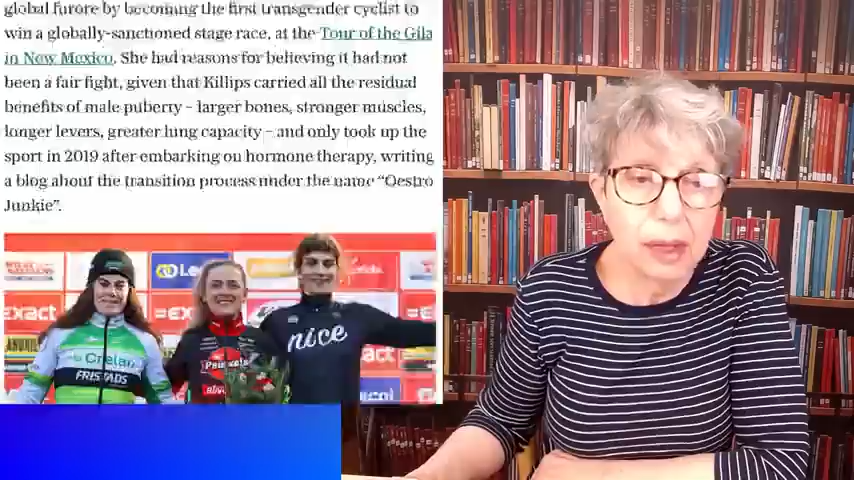 global furore by becoming the first transgender cyclist to
win a globally-sanctioned stage race, at the Tour of the Gila
in New Mexico. She had reasons for believing it had not
been a fair fight, given that Killips carried all the residual
benefits of male puberty – larger bones, stronger muscles,
longer levers, greater lung capacity – and only took up the
sport in 2019 after embarking on hormone therapy, writing
a blog about the transition process under the name “Oestro
Junkie”.
Crelan
FRISTADS
nice